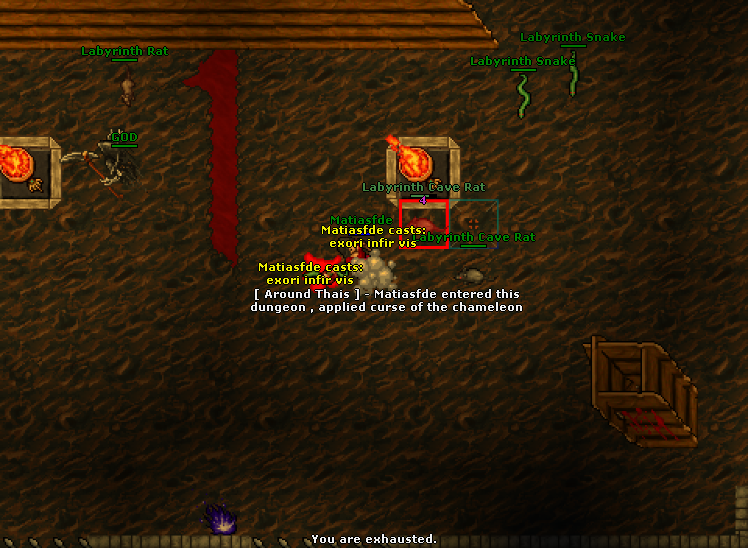 Labyrinth Snake
Labyrinth Rat
Labyrinth Snake
GOD
Labyrinth Cave Rat
4
Matiasfde
Matiasfde casts:
exori infir vis
Labyrinth Cave Rat
Matiasfde casts:
exori infir vis
[ Around Thais ] - Matiasfde entered this
dungeon , applied curse of the chameleon
You are exhausted.